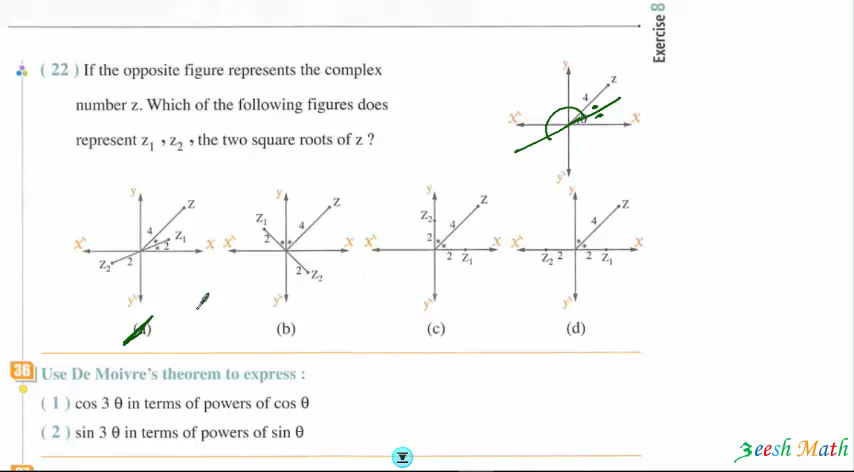 Exercise 8
( 22 ) If the opposite figure represents the complex
number z. Which of the following figures does
represent z₁ , z₂ , the two square roots of z ?
y
z
4
θ
x` x
y`
y
z
4
z₁
2
x` x
z₂ 2
y`
(a)
y
z
z₁
4
2
x` x
2 z₂
y`
(b)
y
z
z₂
4
2
x` x
2 z₁
y`
(c)
y
z
4
x` x
z₂ 2 2 z₁
y`
(d)
36 Use De Moivre's theorem to express :
( 1 ) cos 3 θ in terms of powers of cos θ
( 2 ) sin 3 θ in terms of powers of sin θ
3eesh Math